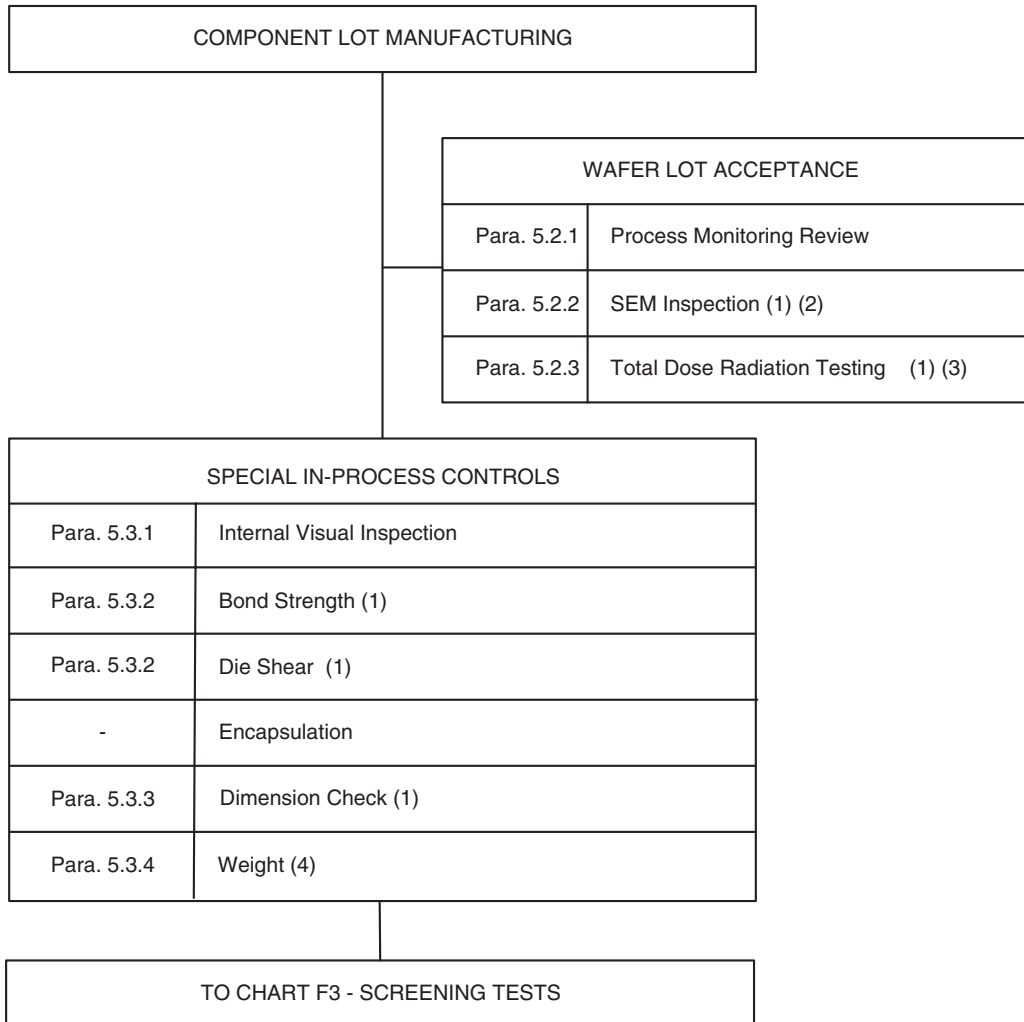 COMPONENT LOT MANUFACTURING
WAFER LOT ACCEPTANCE
Para. 5.2.1 Process Monitoring Review
Para. 5.2.2 SEM Inspection (1) (2)
Para. 5.2.3 Total Dose Radiation Testing (1) (3)
SPECIAL IN-PROCESS CONTROLS
Para. 5.3.1 Internal Visual Inspection
Para. 5.3.2 Bond Strength (1)
Para. 5.3.2 Die Shear (1)
- Encapsulation
Para. 5.3.3 Dimension Check (1)
Para. 5.3.4 Weight (4)
TO CHART F3 - SCREENING TESTS